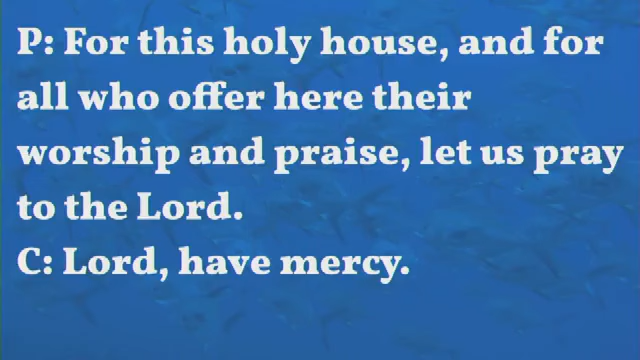 P: For this holy house, and for
all who offer here their
worship and praise, let us pray
to the Lord.
C: Lord, have mercy.